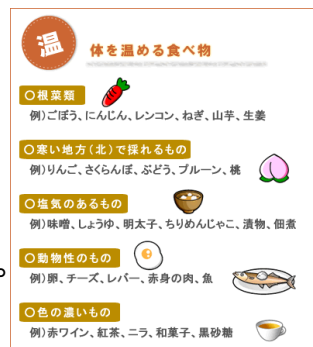 温
体を温める食べ物
〇根菜類
例)ごぼう、にんじん、レンコン、ねぎ、山芋、生姜
〇寒い地方(北)で採れるもの
例)りんご、さくらんぼ、ぶどう、プルーン、桃
〇塩気のあるもの
例)味噌、しょうゆ、明太子、ちりめんじゃこ、漬物、佃煮
〇動物性のもの
例)卵、チーズ、レバー、赤身の肉、魚
〇色の濃いもの
例)赤ワイン、紅茶、ニラ、和菓子、黒砂糖